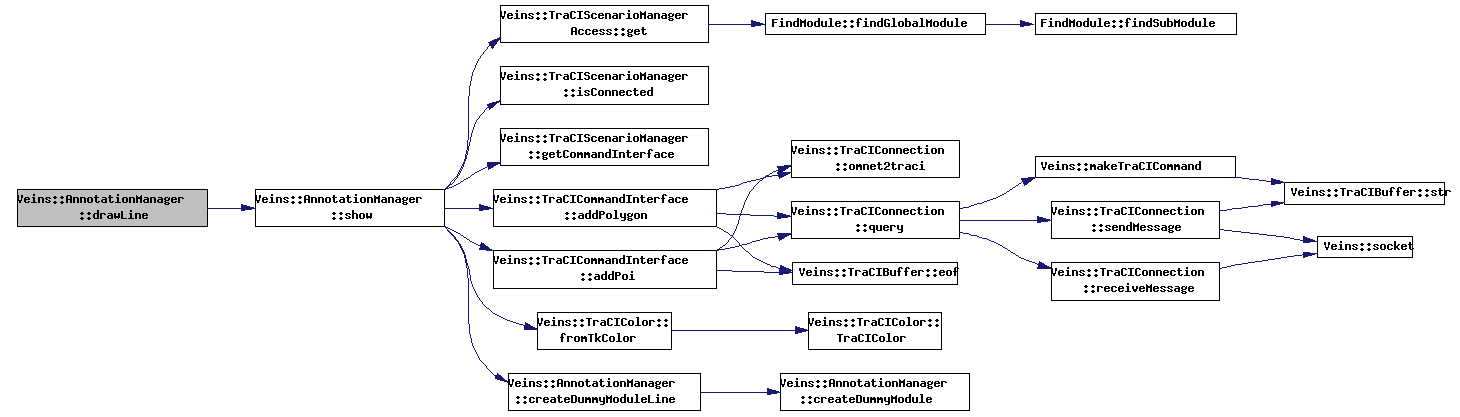 Veins::AnnotationManager
::drawLine
Veins::AnnotationManager
::show
Veins::TraCIScenarioManager
Access::get
Veins::TraCIScenarioManager
::isConnected
Veins::TraCIScenarioManager
::getCommandInterface
Veins::TraCICommandInterface
::addPolygon
Veins::TraCICommandInterface
::addPoi
Veins::TraCIColor::
fromTkColor
Veins::AnnotationManager
::createDummyModuleLine
FindModule::findGlobalModule
Veins::TraCIConnection
::omnet2traci
Veins::TraCIConnection
::query
Veins::TraCIBuffer::eof
Veins::TraCIColor::
TraCIColor
Veins::AnnotationManager
::createDummyModule
FindModule::findSubModule
Veins::makeTraCICommand
Veins::TraCIConnection
::sendMessage
Veins::TraCIConnection
::receiveMessage
Veins::TraCIBuffer::str
Veins::socket